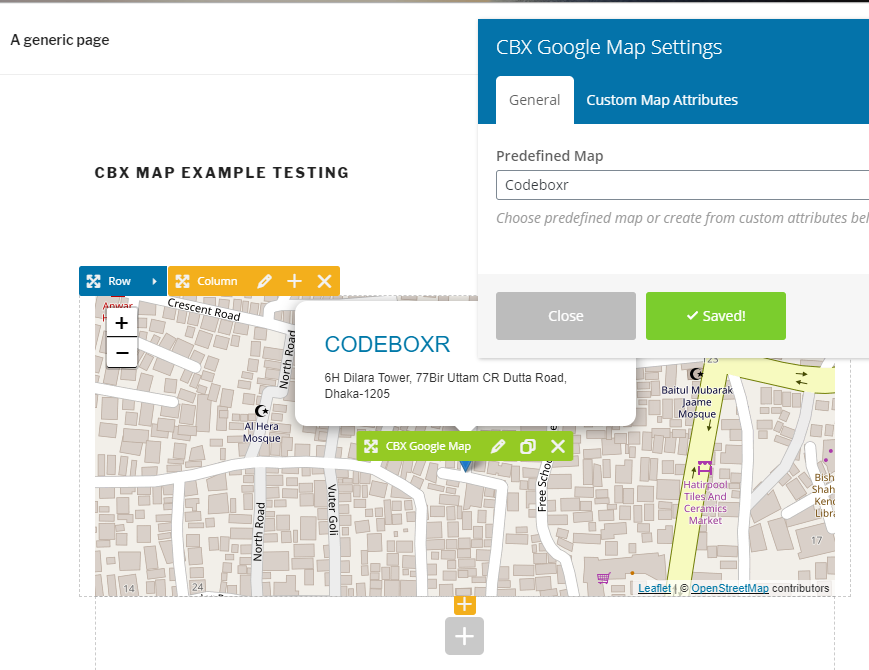 A generic page
CBX Google Map Settings
General
Custom Map Attributes
Predefined Map
Codeboxr
Choose predefined map or create from custom attributes bel
Close
Saved!
CBX MAP EXAMPLE TESTING
Row
Column
Anwar
Crescent Road
+
−
North Road
CODEBOXR
6H Dilara Tower, 77Bir Uttam CR Dutta Road,
Dhaka-1205
23
Baitul Mubarak
Jaame
Mosque
Al Hera
Mosque
CBX Google Map
Hatirpool
Tiles And
Ceramics
Market
Bish
Shah
Kend
Libra
North Road
Vuter Goli
Free Schoo
17
14
24
Leaflet | © OpenStreetMap contributors